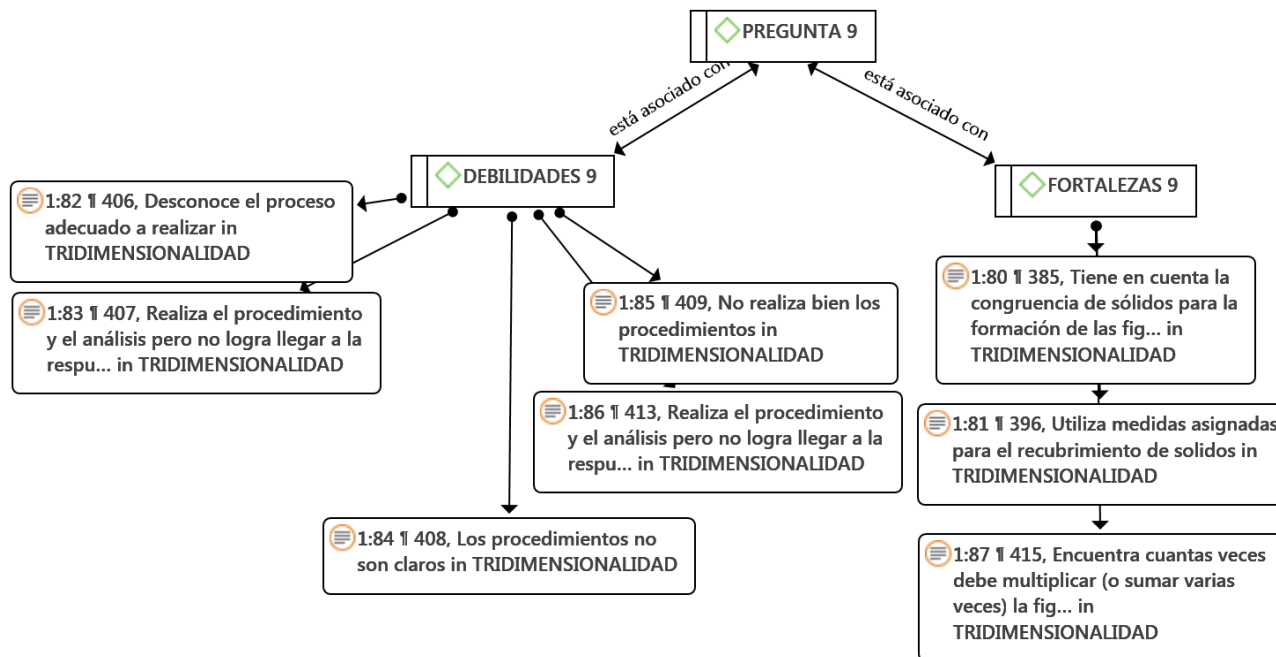 PREGUNTA 9
está asociado con
está asociado con
DEBILIDADES 9
FORTALEZAS 9
1:82 ¶ 406, Desconoce el proceso
adecuado a realizar in
TRIDIMENSIONALIDAD
1:83 ¶ 407, Realiza el procedimiento
y el análisis pero no logra llegar a la
respu... in TRIDIMENSIONALIDAD
1:85 ¶ 409, No realiza bien los
procedimientos in
TRIDIMENSIONALIDAD
1:86 ¶ 413, Realiza el procedimiento
y el análisis pero no logra llegar a la
respu... in TRIDIMENSIONALIDAD
1:84 ¶ 408, Los procedimientos no
son claros in TRIDIMENSIONALIDAD
1:80 ¶ 385, Tiene en cuenta la
congruencia de sólidos para la
formación de las fig... in
TRIDIMENSIONALIDAD
1:81 ¶ 396, Utiliza medidas asignadas
para el recubrimiento de solidos in
TRIDIMENSIONALIDAD
1:87 ¶ 415, Encuentra cuantas veces
debe multiplicar (o sumar varias
veces) la fig... in
TRIDIMENSIONALIDAD